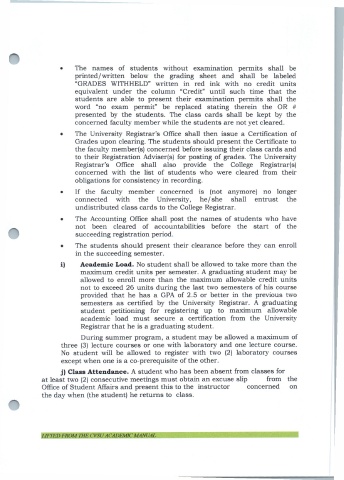 • The names of students without examination permits shall be
printed/written below the grading sheet and shall be labeled
"GRADES WITHHELD" written in red ink with no credit units
equivalent under the column "Credit" until such time that the
students are able to present their examination permits shall the
word "no exam permit" be replaced stating therein the OR #
presented by the students. The class cards shall be kept by the
concerned faculty member while the students are not yet cleared.
• The University Registrar's Office shall then issue a Certification of
Grades upon clearing. The students should present the Certificate to
the faculty member(s) concerned before issuing their class cards and
to their Registration Adviser(s) for posting of grades. The University
Registrar's Office shall also provide the College Registrar(s)
concerned with the list of students who were cleared from their
obligations for consistency in recording.
• If the faculty member concerned is (not anymore) no longer
connected with the University, he/she shall entrust the
undistributed class cards to the College Registrar.
• The Accounting Office shall post the names of students who have
not been cleared of accountabilities before the start of the
succeeding registration period.
• The students should present their clearance before they can enroll
in the succeeding semester.
i) Academic Load. No student shall be allowed to take more than the
maximum credit units per semester. A graduating student may be
allowed to enroll more than the maximum allowable credit units
not to exceed 26 units during the last two semesters of his course
provided that he has a GPA of 2.5 or better in the previous two
semesters as certified by the University Registrar. A graduating
student petitioning for registering up to maximum allowable
academic load must secure a certification from the University
Registrar that he is a graduating student.
During summer program, a student may be allowed a maximum of
three (3) lecture courses or one with laboratory and one lecture course.
No student will be allowed to register with two (2) laboratory courses
except when one is a co-prerequisite of the other.
j) Class Attendance. A student who has been absent from classes for
at least two (2) consecutive meetings must obtain an excuse slip from the
Office of Student Affairs and present this to the instructor concerned on
the day when (the student) he returns to class.
LIFTED FROM THE CVSU ACADEMIC MANUAL